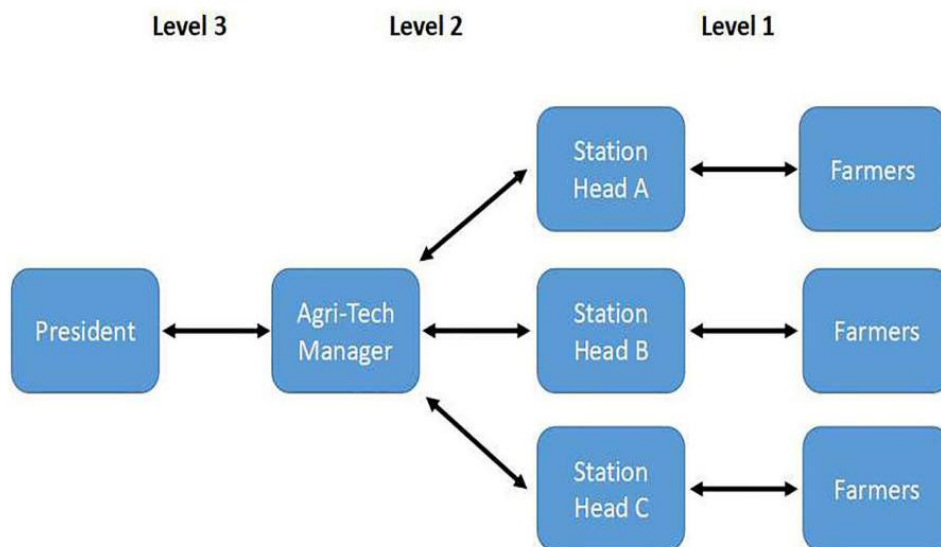 Level 3
Level 2
Level 1
Station
Head A
Farmers
President
Agri-Tech
Manager
Station
Head B
Farmers
Station
Head C
Farmers